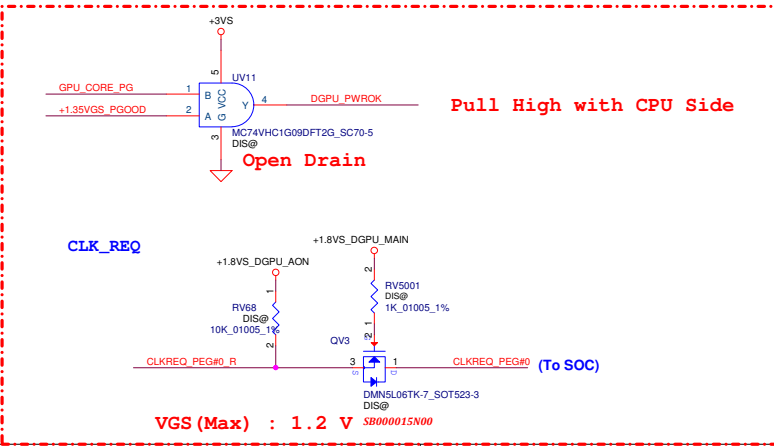 +3VS
5
UV11
GPU_CORE_PG 1 B VCC Y 4 DGPU_PWROK
+1.35VGS_PGOOD 2 A G
Pull High with CPU Side
3
MC74VHC1G09DFT2G_SC70-5
DIS@
Open Drain
CLK_REQ
+1.8VS_DGPU_MAIN
+1.8VS_DGPU_AON
2
RV5001
DIS@
1K_01005_1%
1
1
RV68
DIS@
10K_01005_1%
2
QV3
2
CLKREQ_PEG#0_R 3 S D 1 CLKREQ_PEG#0 (To SOC)
DMN5L06TK-7_SOT523-3
DIS@
VGS(Max) : 1.2 V SB000015N00